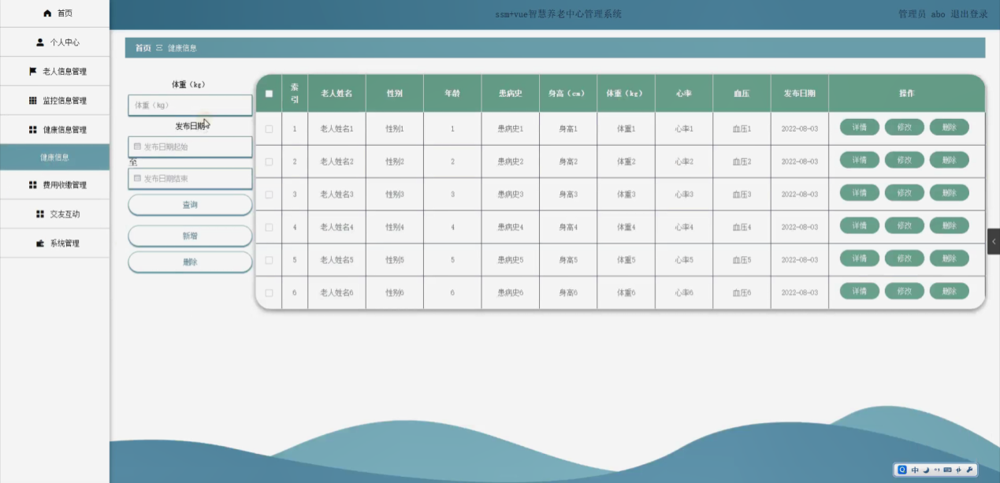 ssm+vue智慧养老中心管理系统
管理员 abo 退出登录
首页
个人中心
老人信息管理
监控信息管理
健康信息管理
健康信息
费用收缴管理
交友互动
系统管理
首页 健康信息
体重（kg）
体重（kg）
发布日期
发布日期起始
至
发布日期结束
查询
新增
删除
索引 老人姓名 性别 年龄 患病史 身高（cm） 体重（kg） 心率 血压 发布日期 操作
1 老人姓名1 性别1 1 患病史1 身高1 体重1 心率1 血压1 2022-08-03 详情 修改 删除
2 老人姓名2 性别2 2 患病史2 身高2 体重2 心率2 血压2 2022-08-03 详情 修改 删除
3 老人姓名3 性别3 3 患病史3 身高3 体重3 心率3 血压3 2022-08-03 详情 修改 删除
4 老人姓名4 性别4 4 患病史4 身高4 体重4 心率4 血压4 2022-08-03 详情 修改 删除
5 老人姓名5 性别5 5 患病史5 身高5 体重5 心率5 血压5 2022-08-03 详情 修改 删除
6 老人姓名6 性别6 6 患病史6 身高6 体重6 心率6 血压6 2022-08-03 详情 修改 删除
中